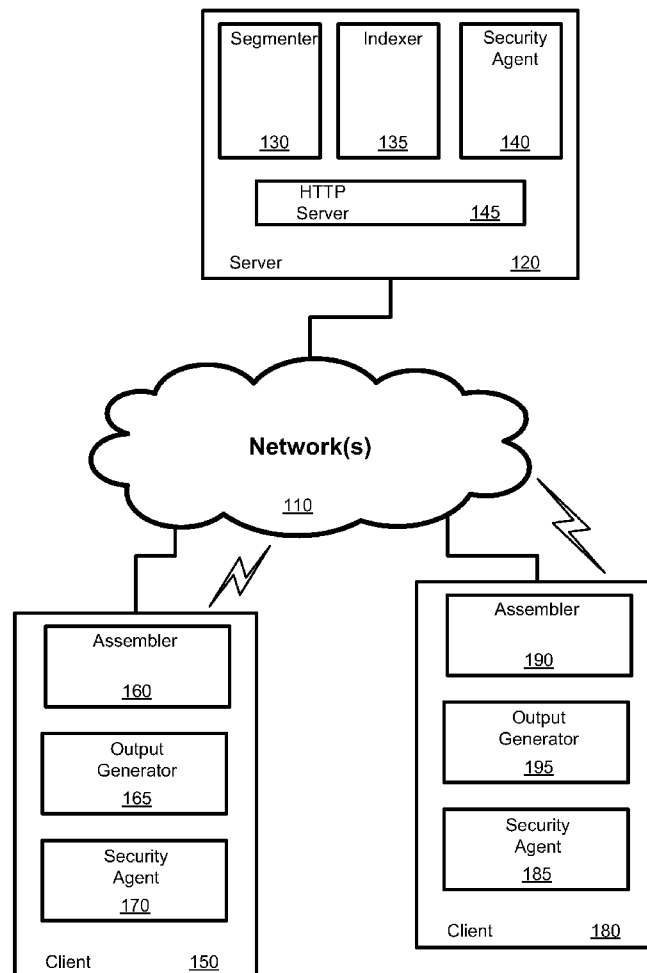 Segmenter
130
Indexer
135
Security
Agent
140
HTTP
Server
145
Server
120
Network(s)
110
Assembler
160
Output
Generator
165
Security
Agent
170
Client
150
Assembler
190
Output
Generator
195
Security
Agent
185
Client
180